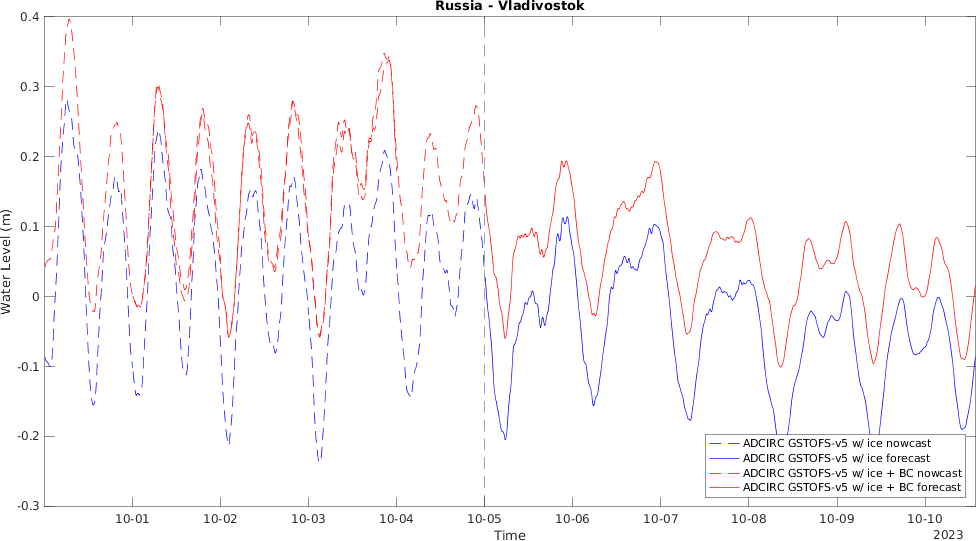 Russia - Vladivostok
Water Level (m)
0.4
0.3
0.2
0.1
0
-0.1
-0.2
-0.3
ADCIRC GSTOFS-v5 w/ ice nowcast
ADCIRC GSTOFS-v5 w/ ice forecast
ADCIRC GSTOFS-v5 w/ ice + BC nowcast
ADCIRC GSTOFS-v5 w/ ice + BC forecast
10-01 10-02 10-03 10-04 10-05 10-06 10-07 10-08 10-09 10-10
Time
2023